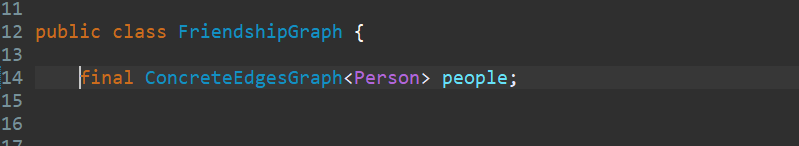 11
12 public class FriendshipGraph {
13
14 final ConcreteEdgesGraph<Person> people;
15
16
17